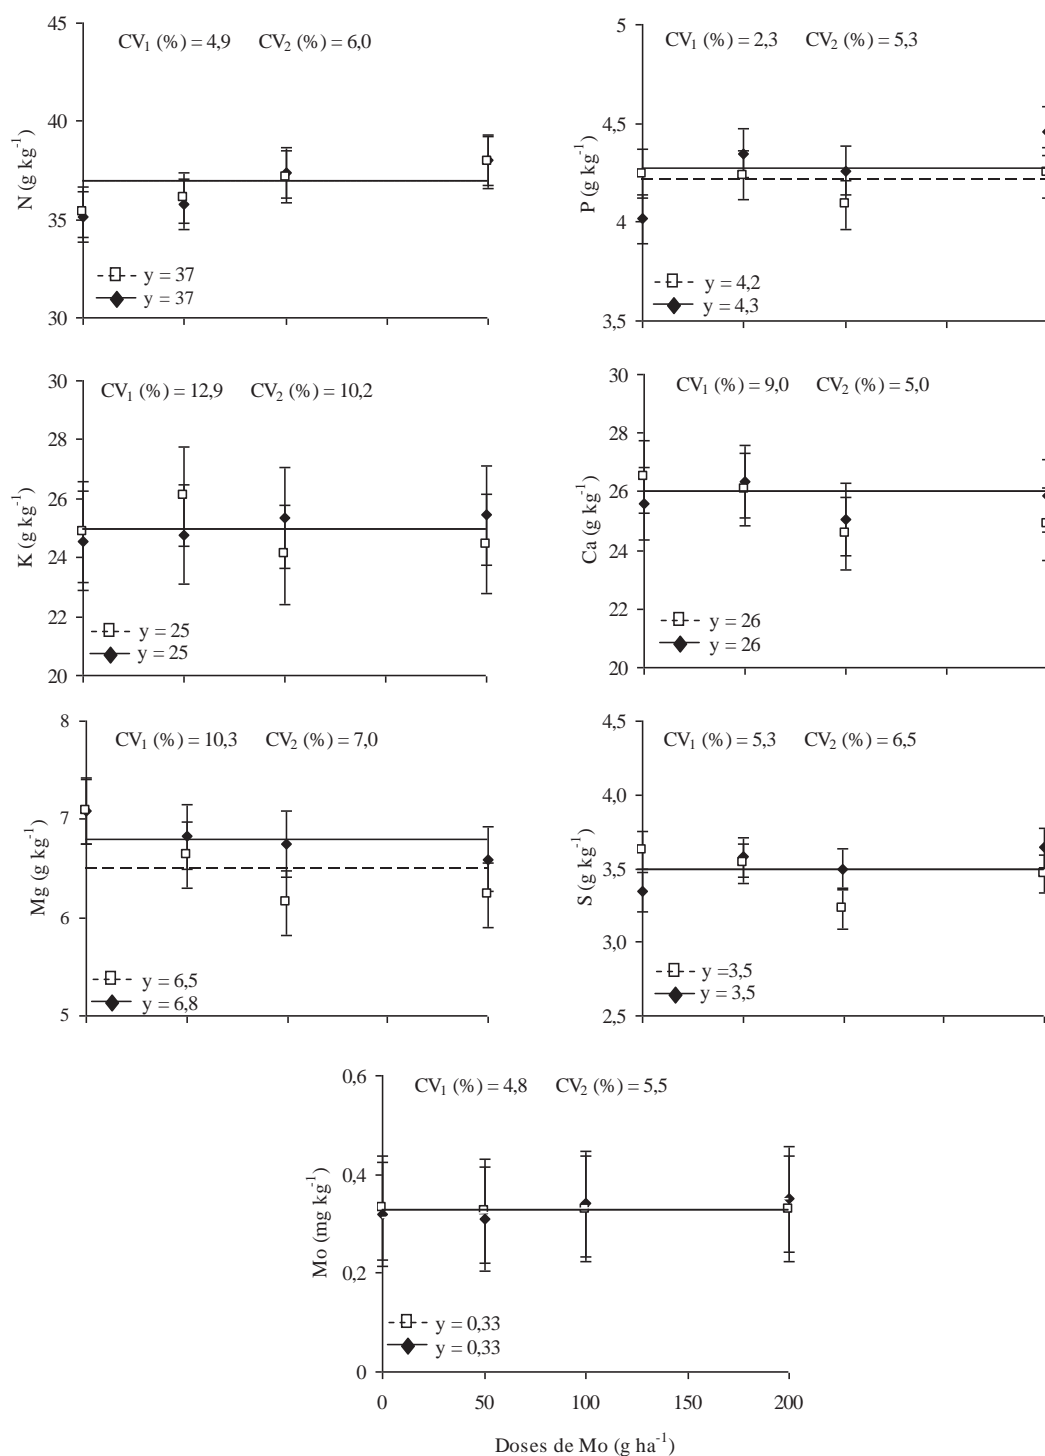 CV₁ (%) = 4,9 CV₂ (%) = 6,0
45
40
35
30
N (g kg⁻¹)
y = 37
y = 37
CV₁ (%) = 2,3 CV₂ (%) = 5,3
5
4,5
4
3,5
P (g kg⁻¹)
y = 4,2
y = 4,3
CV₁ (%) = 12,9 CV₂ (%) = 10,2
30
28
26
24
22
20
K (g kg⁻¹)
y = 25
y = 25
CV₁ (%) = 9,0 CV₂ (%) = 5,0
30
28
26
24
22
20
Ca (g kg⁻¹)
y = 26
y = 26
CV₁ (%) = 10,3 CV₂ (%) = 7,0
8
7
6
5
Mg (g kg⁻¹)
y = 6,5
y = 6,8
CV₁ (%) = 5,3 CV₂ (%) = 6,5
4,5
4,0
3,5
3,0
2,5
S (g kg⁻¹)
y =3,5
y = 3,5
CV₁ (%) = 4,8 CV₂ (%) = 5,5
0,6
0,4
0,2
0
Mo (mg kg⁻¹)
y = 0,33
y = 0,33
0 50 100 150 200
Doses de Mo (g ha⁻¹)